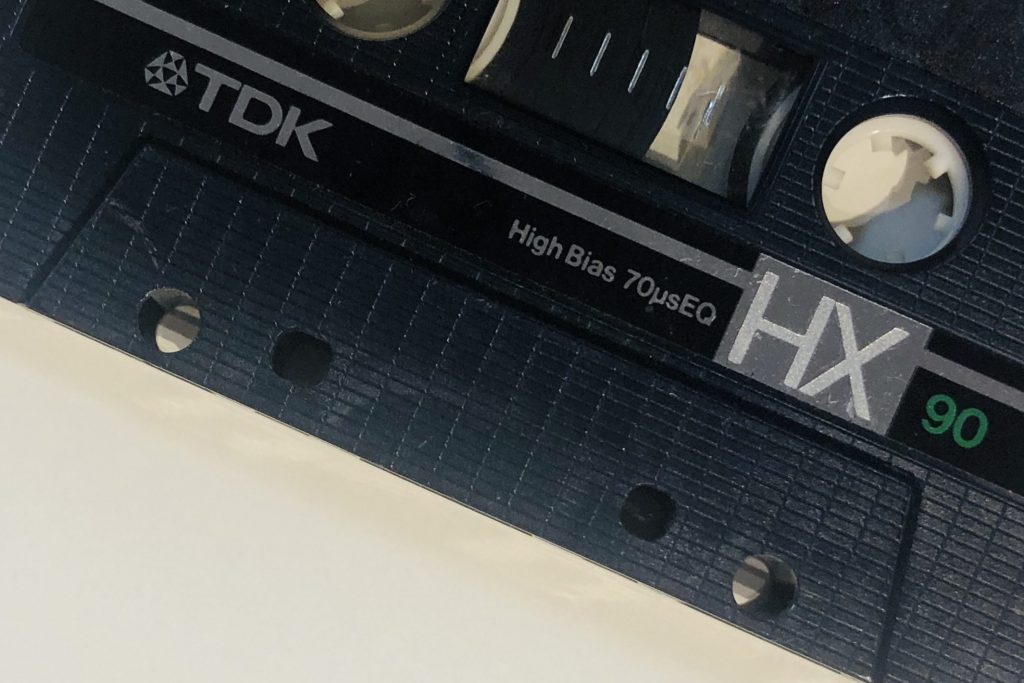 TDK
High Bias 70µsEQ
HX
90